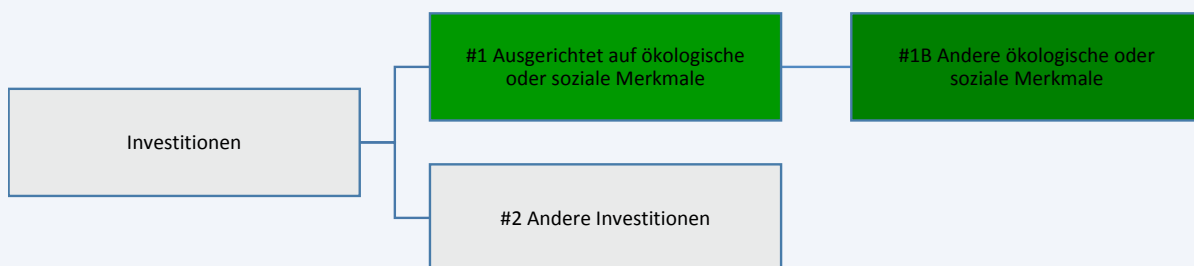 #1 Ausgerichtet auf ökologische
oder soziale Merkmale
#1B Andere ökologische oder
soziale Merkmale
Investitionen
#2 Andere Investitionen